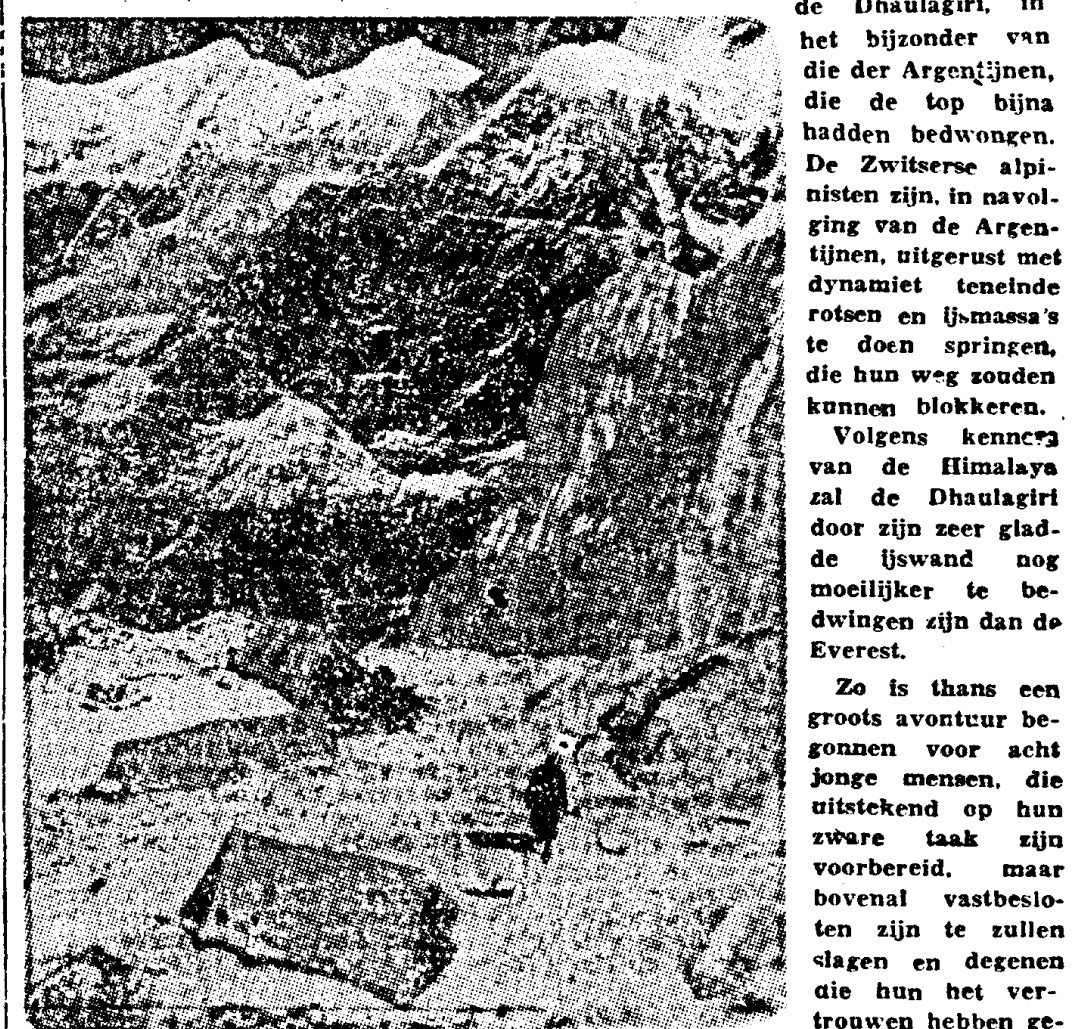 de Dhaulagiri, in
het bijzonder van
die der Argentijnen,
die de top bijna
hadden bedwongen.
De Zwitserse alpi-
nisten zijn, in navol-
ging van de Argen-
tijnen, uitgerust met
dynamiet teneinde
rotsen en ijsmassa's
te doen springen,
die hun weg zouden
kunnen blokkeren.
Volgens kenners
van de Himalaya
zal de Dhaulagiri
door zijn zeer glad-
de ijswand nog
moeilijker te be-
dwingen zijn dan de
Everest.
Zo is thans een
groots avontuur be-
gonnen voor acht
jonge mensen, die
uitstekend op hun
zware taak zijn
voorbereid, maar
bovenal vastbeslo-
ten zijn te zullen
slagen en degenen
die hun het ver-
trouwen hebben ge-